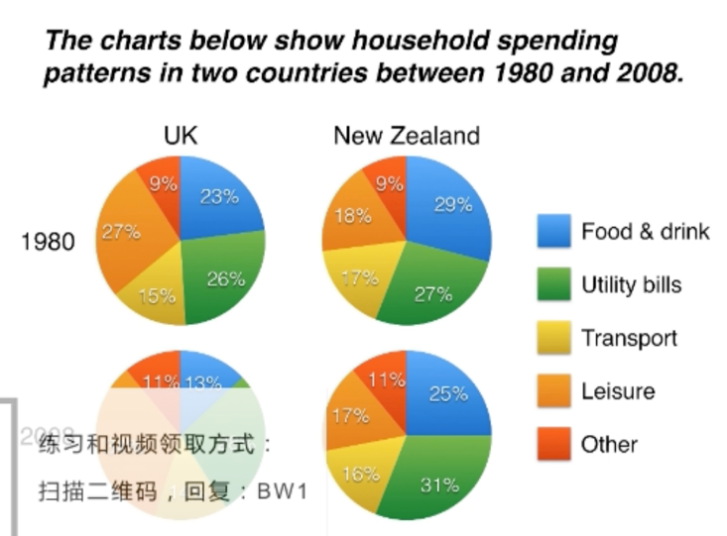 The charts below show household spending
patterns in two countries between 1980 and 2008.
UK
New Zealand
1980
9%
23%
27%
26%
15%
9%
29%
18%
27%
17%
Food & drink
Utility bills
Transport
Leisure
Other
2008
11%
13%
11%
25%
17%
16%
31%
练习和视频领取方式：
扫描二维码，回复：BW1